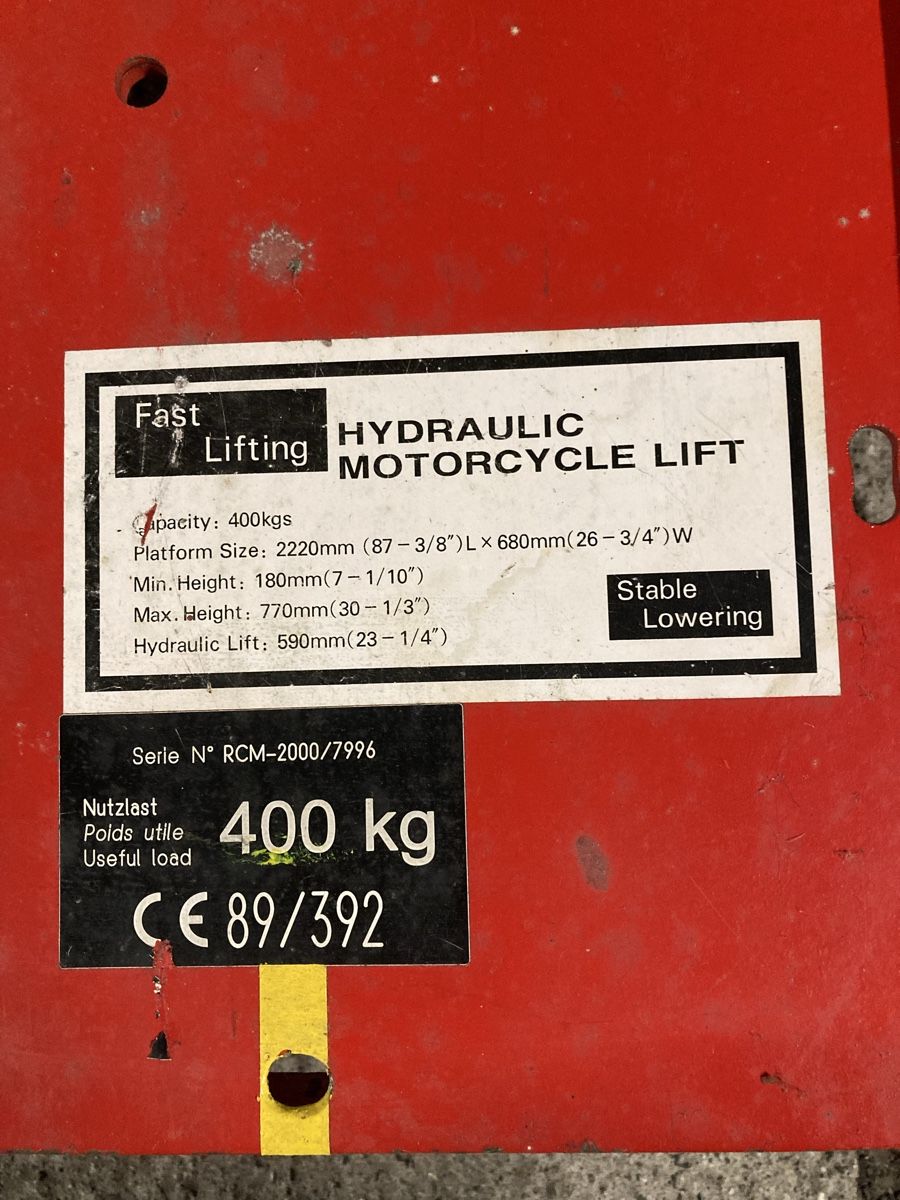 Fast
Lifting
HYDRAULIC
MOTORCYCLE LIFT
Capacity: 400kgs
Platform Size: 2220mm (87-3/8″)L×680mm(26-3/4″)W
Min. Height: 180mm(7-1/10″)
Max. Height: 770mm(30-1/3″)
Hydraulic Lift: 590mm(23-1/4″)
Stable
Lowering
Serie N° RCM-2000/7996
Nutzlast
Poids utile
Useful load
400 kg
CE 89/392